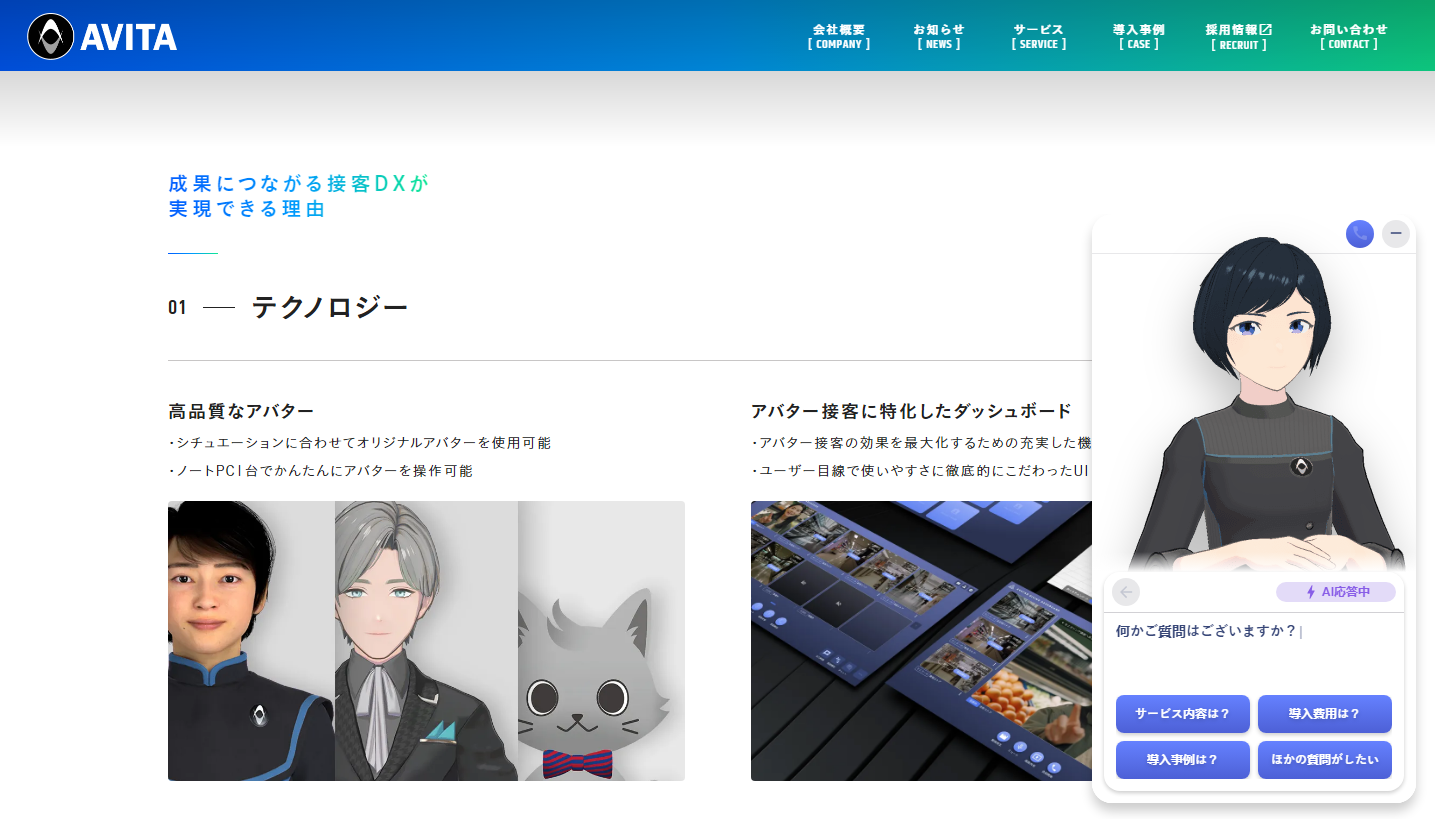 AVITA
会社概要
[ COMPANY ]
お知らせ
[ NEWS ]
サービス
[ SERVICE ]
導入事例
[ CASE ]
採用情報
[ RECRUIT ]
お問い合わせ
[ CONTACT ]
成果につながる接客DXが
実現できる理由
01 テクノロジー
高品質なアバター
・シチュエーションに合わせてオリジナルアバターを使用可能
・ノートPC1台でかんたんにアバターを操作可能
アバター接客に特化したダッシュボード
・アバター接客の効果を最大化するための充実した機
・ユーザー目線で使いやすさに徹底的にこだわったUI
AI応答中
何かご質問はございますか？|
サービス内容は？
導入費用は？
導入事例は？
ほかの質問がしたい